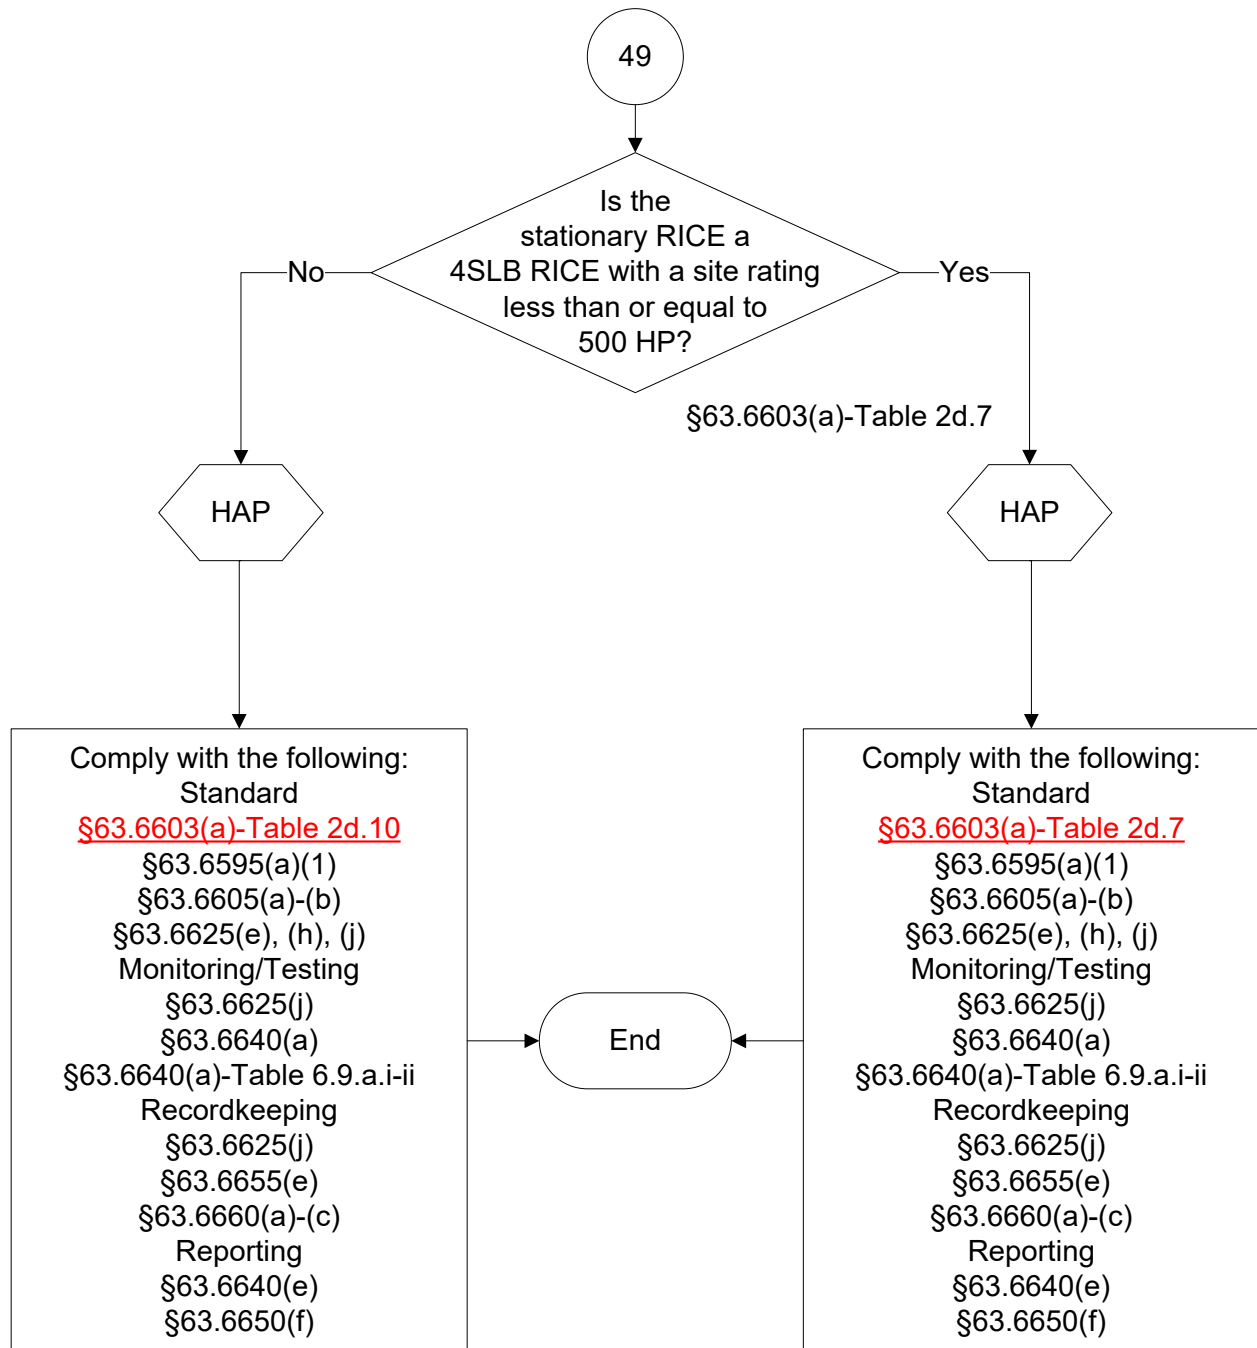 49
Is the
stationary RICE a
4SLB RICE with a site rating
less than or equal to
500 HP?
No
Yes
§63.6603(a)-Table 2d.7
HAP
HAP
Comply with the following:
Standard
§63.6603(a)-Table 2d.10
§63.6595(a)(1)
§63.6605(a)-(b)
§63.6625(e), (h), (j)
Monitoring/Testing
§63.6625(j)
§63.6640(a)
§63.6640(a)-Table 6.9.a.i-ii
Recordkeeping
§63.6625(j)
§63.6655(e)
§63.6660(a)-(c)
Reporting
§63.6640(e)
§63.6650(f)
End
Comply with the following:
Standard
§63.6603(a)-Table 2d.7
§63.6595(a)(1)
§63.6605(a)-(b)
§63.6625(e), (h), (j)
Monitoring/Testing
§63.6625(j)
§63.6640(a)
§63.6640(a)-Table 6.9.a.i-ii
Recordkeeping
§63.6625(j)
§63.6655(e)
§63.6660(a)-(c)
Reporting
§63.6640(e)
§63.6650(f)